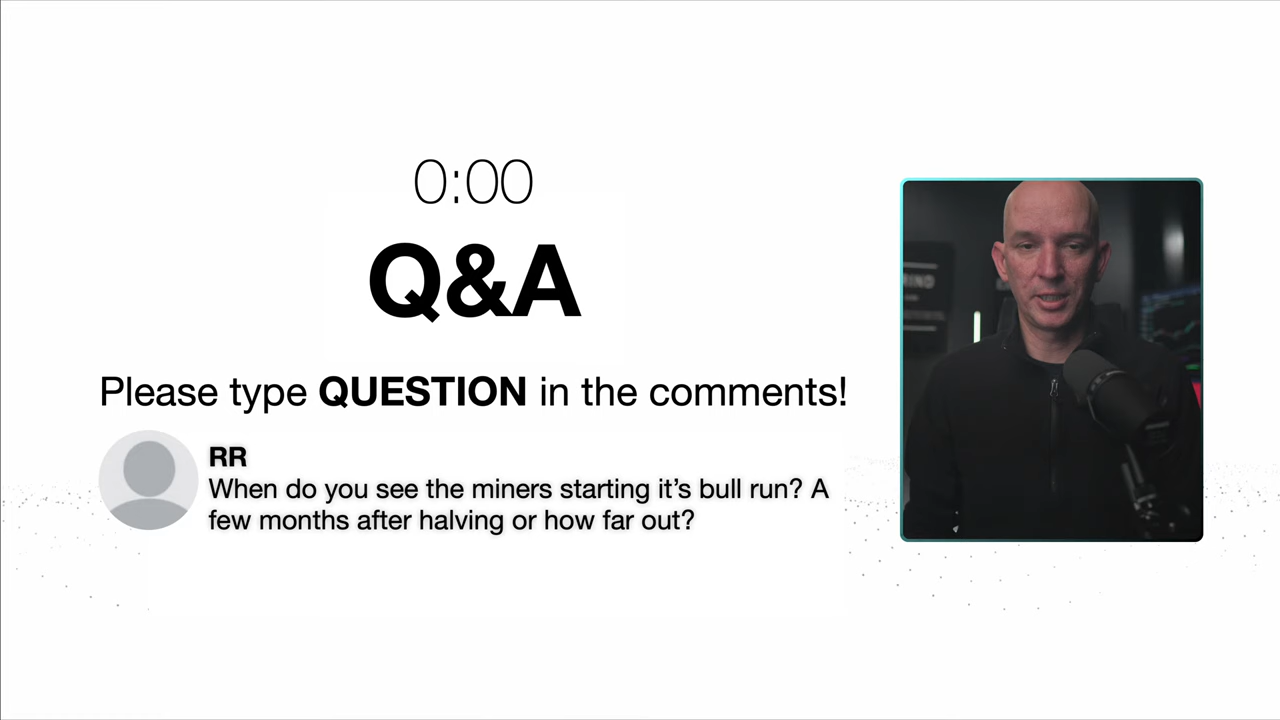 0:00
Q&A
Please type QUESTION in the comments!
RR
When do you see the miners starting it’s bull run? A
few months after halving or how far out?